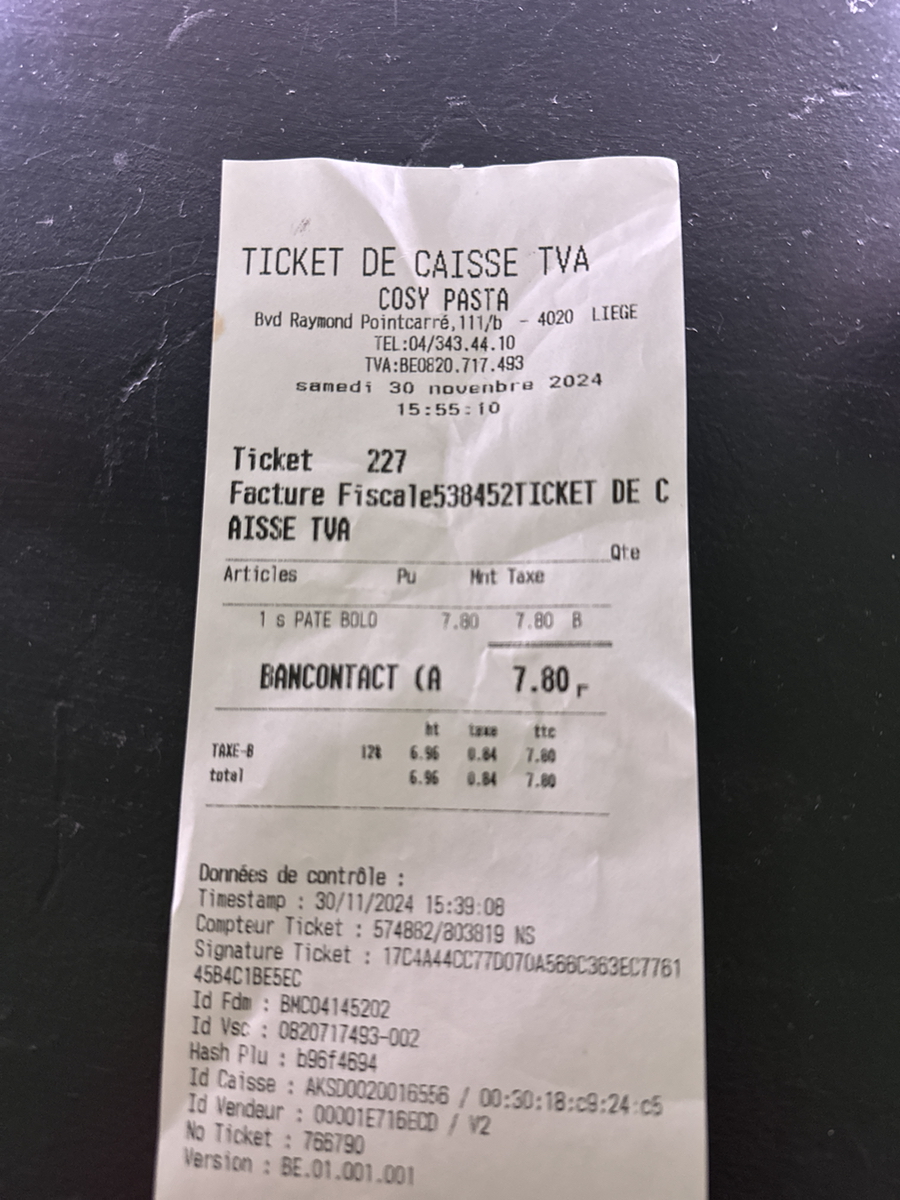 TICKET DE CAISSE TVA
COSY PASTA
Bvd Raymond Pointcarré,111/b - 4020 LIEGE
TEL:04/343.44.10
TVA:BE0820.717.493
samedi 30 novenbre 2024
15:55:10
Ticket 227
Facture Fiscale538452TICKET DE C
AISSE TVA
Qte
Articles Pu Mnt Taxe
1 s PATE BOLO 7.80 7.80 B
BANCONTACT (A 7.80
ht taxe ttc
TAXE-B 12% 6.96 0.84 7.80
total 6.96 0.84 7.80
Données de contrôle :
Timestamp : 30/11/2024 15:39:08
Compteur Ticket : 574882/803819 NS
Signature Ticket : 17C4A44CC77D070A566C363EC7761
45B4C1BE5EC
Id Fdm : BMC04145202
Id Vsc : 0820717493-002
Hash Plu : b96f4694
Id Caisse : AKSD0020016556 / 00:30:18:c9:24:c5
Id Vendeur : 00001E716ECD / V2
No Ticket : 766790
Version : BE.01.001.001